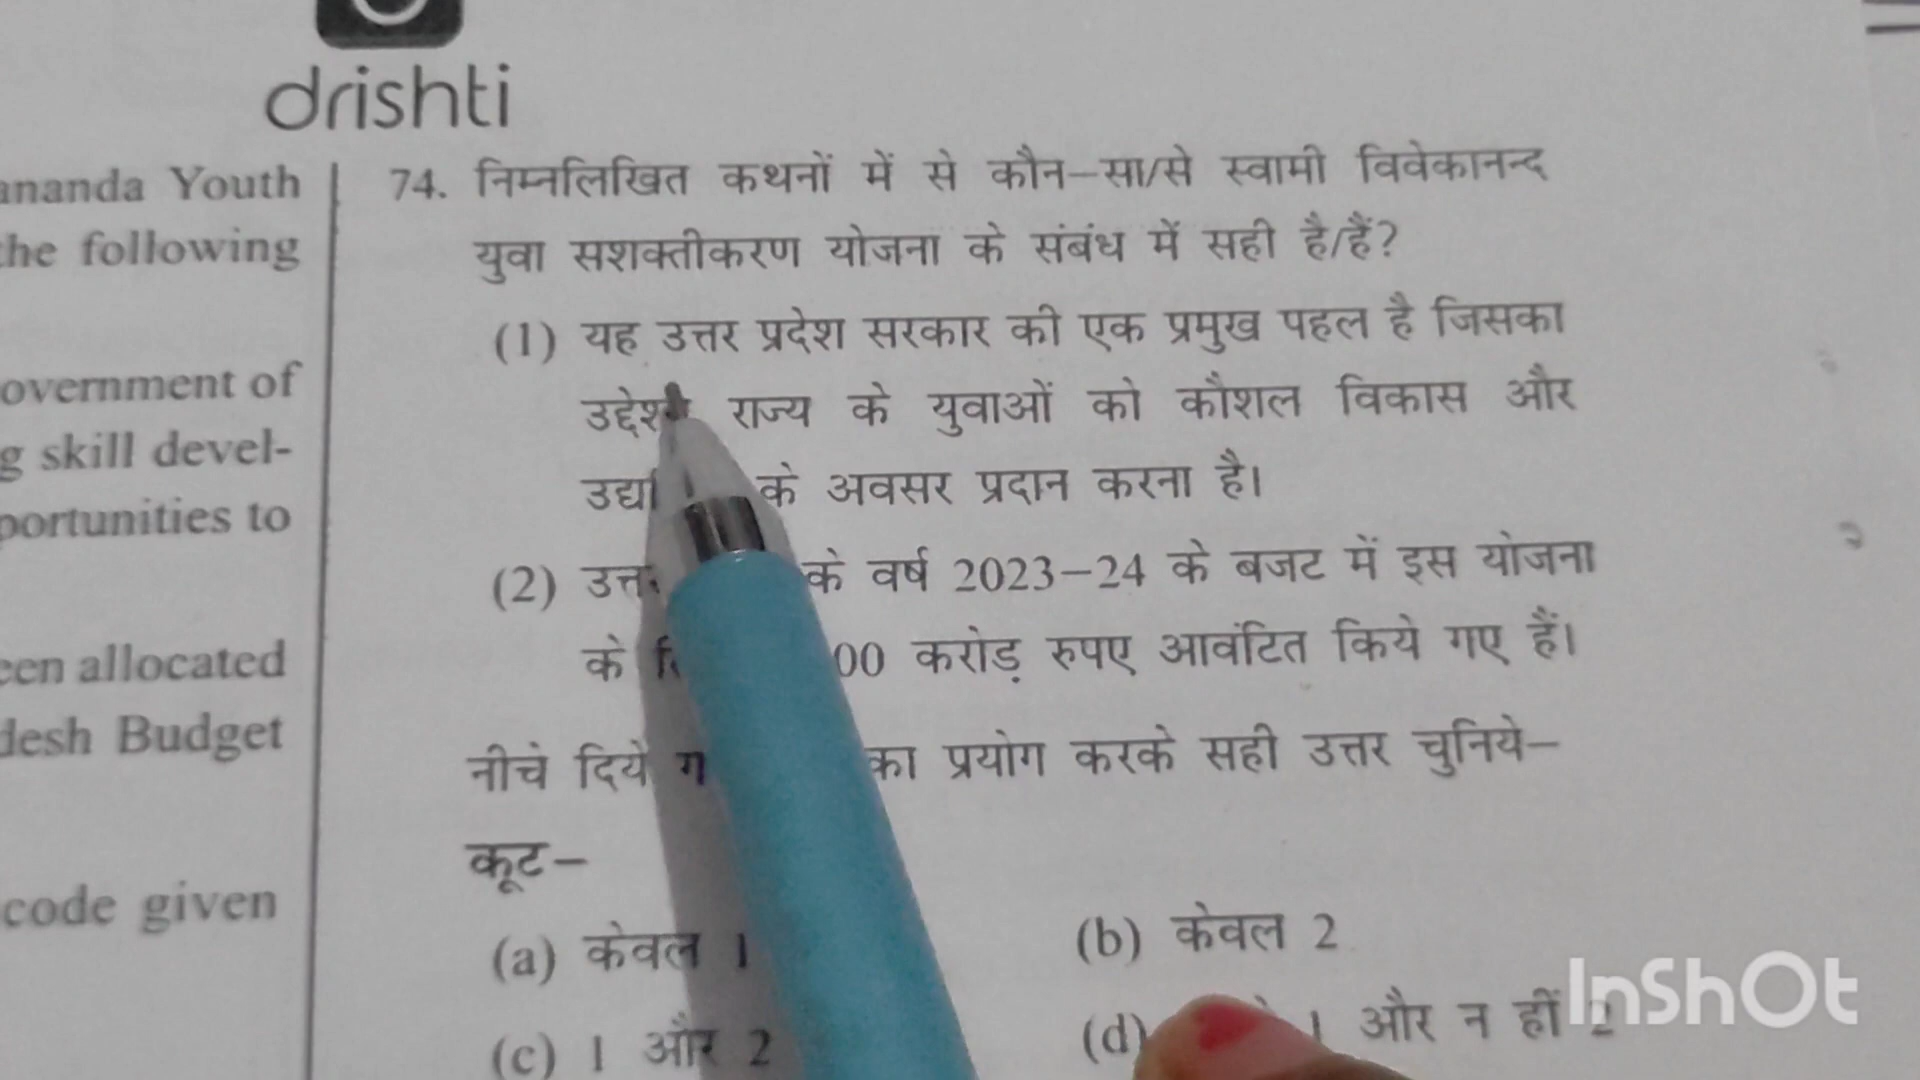 drishti
ananda Youth
the following
overnment of
g skill devel-
portunities to
een allocated
desh Budget
code given
74. निम्नलिखित कथनों में से कौन–सा/से स्वामी विवेकानन्द
युवा सशक्तीकरण योजना के संबंध में सही है/हैं?
(1) यह उत्तर प्रदेश सरकार की एक प्रमुख पहल है जिसका
राज्य के युवाओं को कौशल विकास और
के अवसर प्रदान करना है।
(2) के वर्ष 2023–24 के बजट में इस योजना
के 00 करोड़ रुपए आवंटित किये गए हैं।
नीचे दिये का प्रयोग करके सही उत्तर चुनिये–
कूट–
(a) केवल 1
(b) केवल 2
(c) 1 और 2
(d) 1 और न हीं 2
InShOt